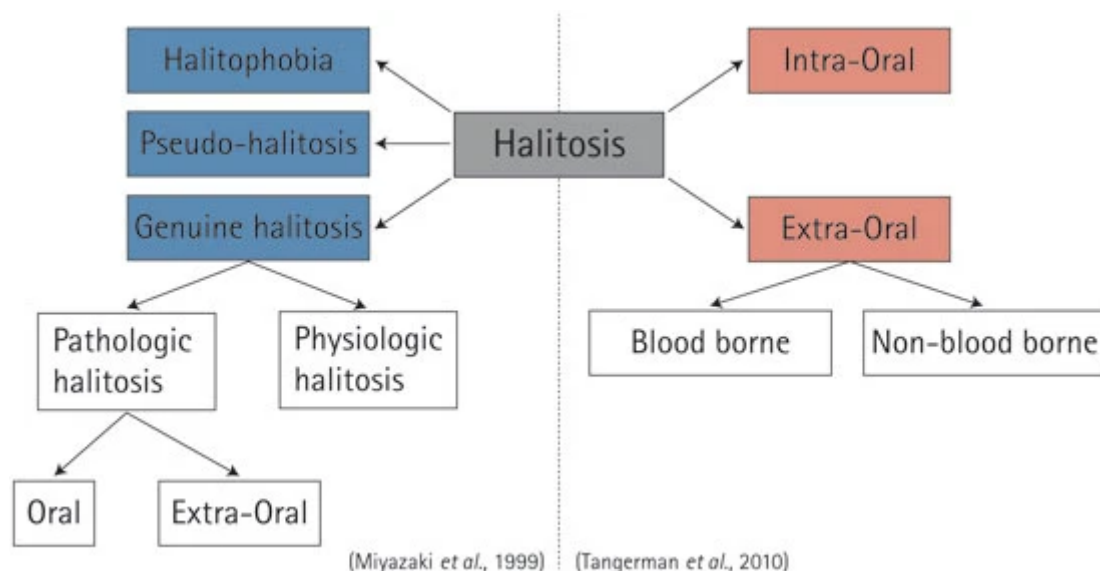 Halitophobia
Intra-Oral
Pseudo-halitosis
Halitosis
Genuine halitosis
Extra-Oral
Pathologic
halitosis
Physiologic
halitosis
Blood borne
Non-blood borne
Oral
Extra-Oral
(Miyazaki et al., 1999)
(Tangerman et al., 2010)